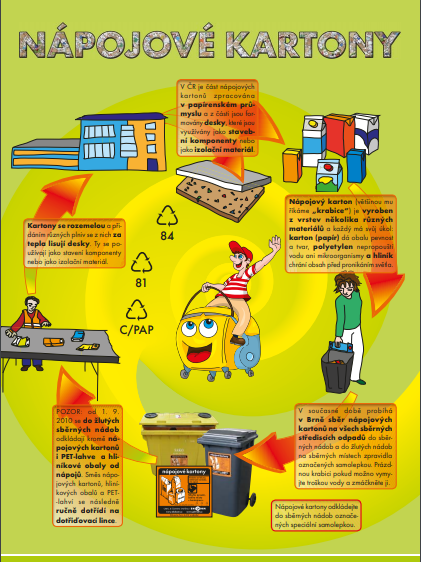 NÁPOJOVÉ KARTONY
V ČR je část nápojových
kartonů zpracována
v papírenském prů-
myslu a z části jsou for-
movány desky, které jsou
využívány jako staveb-
ní komponenty nebo
jako izolační materiál.
Nápojový karton (většinou mu
říkáme „krabice“) je vyroben
z vrstev několika různých
materiálů a každý má svůj úkol:
karton (papír) dá obalu pevnost
a tvar, polyetylen nepropouští
vodu ani mikroorganismy a hliník
chrání obsah před pronikáním světla.
Kartony se rozemelou a při-
dáním různých plniv se z nich za
tepla lisují desky. Ty se po-
užívají jako stavení komponenty
nebo jako izolační materiál.
84
81
C/PAP
POZOR: od 1. 9.
2010 se do žlutých
sběrných nádob
odkládají kromě ná-
pojových kartonů
i PET-lahve a hli-
níkové obaly od
nápojů. Směs nápo-
jových kartonů, hliní-
kových obalů a PET-
lahví se následně
ručně dotřídí na
dotřiďovací lince.
nápojové kartony
V současné době probíhá
v Brně sběr nápojových
kartonů na všech sběrných
střediscích odpadů do sběr-
ných nádob a do žlutých nádob
na sběrných místech zpravidla
označených samolepkou. Prázd-
nou krabici pokud možno vymy-
jte troškou vody a zmáčkněte ji.
Nápojové kartony odkládejte
do sběrných nádob označe-
ných speciální samolepkou.